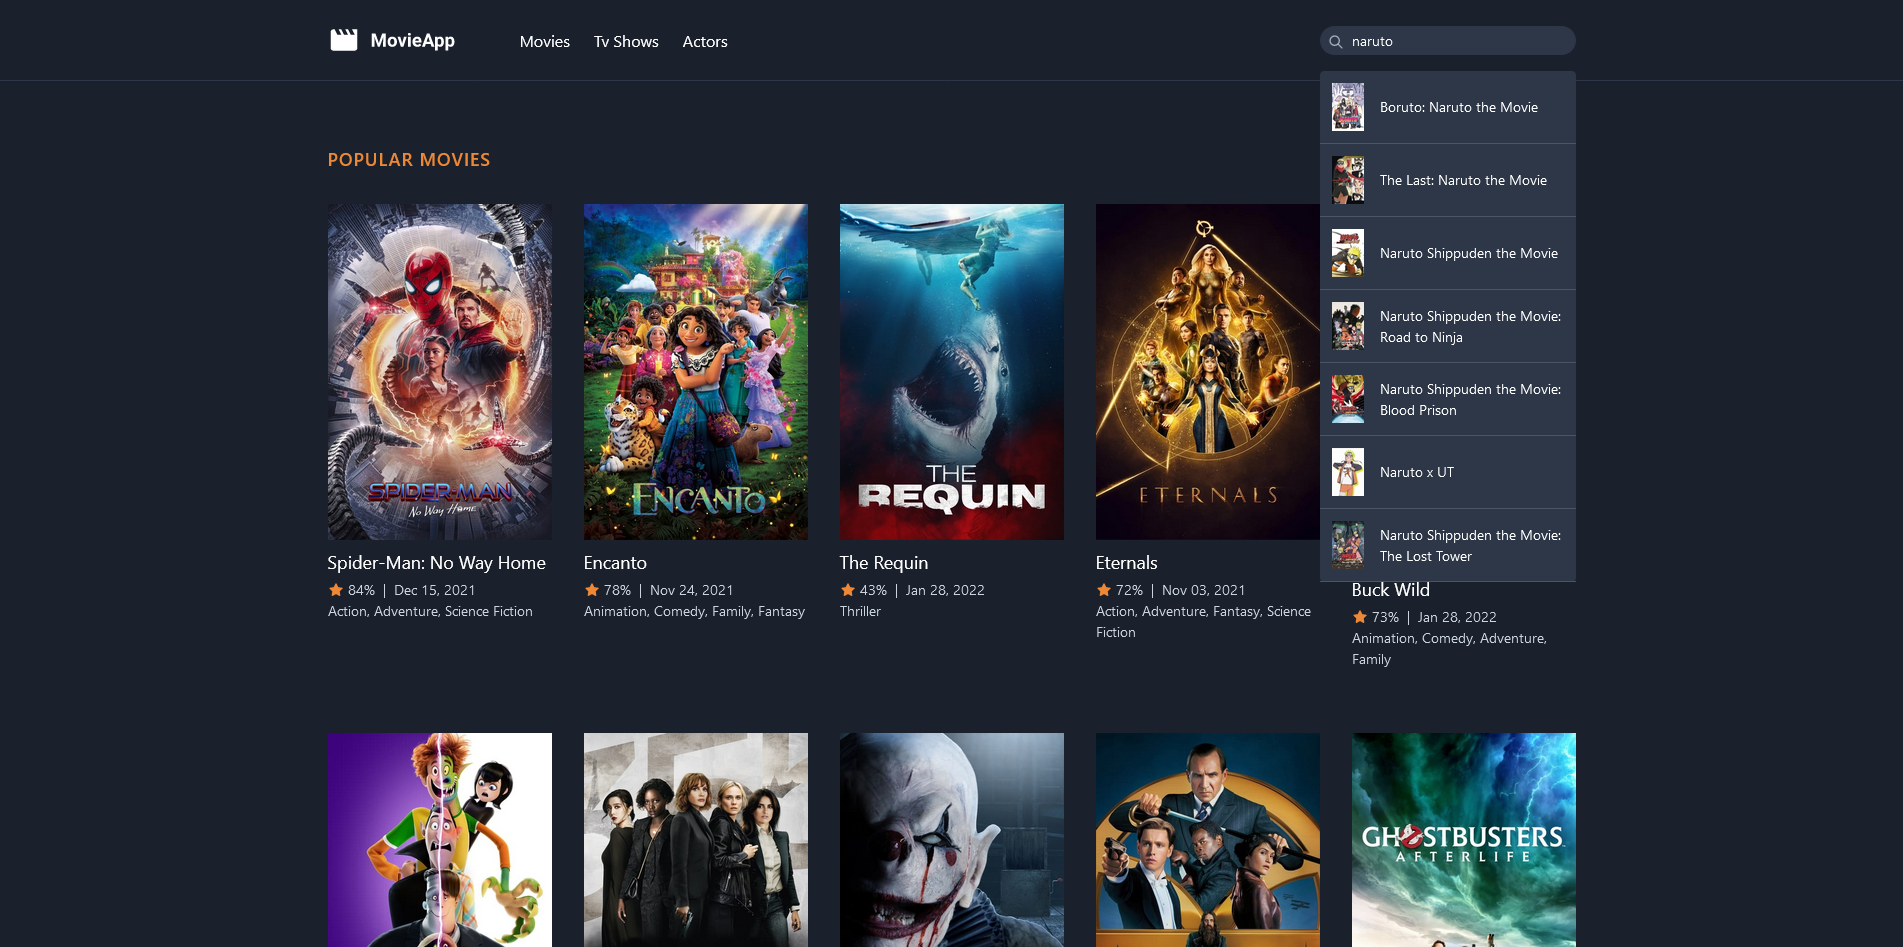 MovieApp
Movies
Tv Shows
Actors
naruto
Boruto: Naruto the Movie
The Last: Naruto the Movie
Naruto Shippuden the Movie
Naruto Shippuden the Movie:
Road to Ninja
Naruto Shippuden the Movie:
Blood Prison
Naruto x UT
Naruto Shippuden the Movie:
The Lost Tower
POPULAR MOVIES
SPIDER-MAN
No Way Home
ENCANTO
THE
REQUIN
ETERNALS
Spider-Man: No Way Home
84% | Dec 15, 2021
Action, Adventure, Science Fiction
Encanto
78% | Nov 24, 2021
Animation, Comedy, Family, Fantasy
The Requin
43% | Jan 28, 2022
Thriller
Eternals
72% | Nov 03, 2021
Action, Adventure, Fantasy, Science
Fiction
Buck Wild
73% | Jan 28, 2022
Animation, Comedy, Adventure,
Family
GHOSTBUSTERS
AFTERLIFE